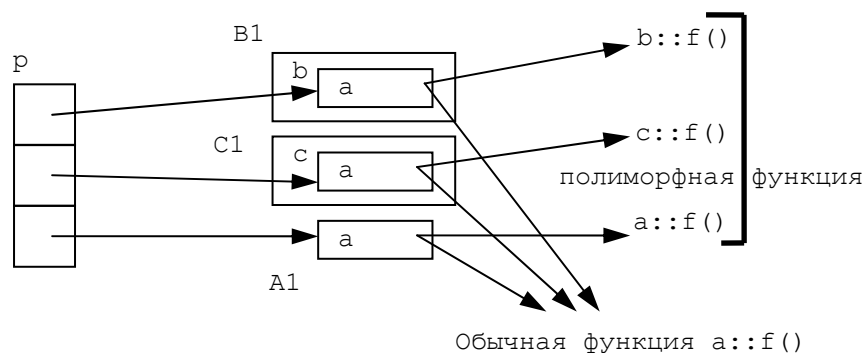 p
B1
b
a
b::f()
C1
c
a
c::f()
полиморфная функция
a
a::f()
A1
Обычная функция a::f()